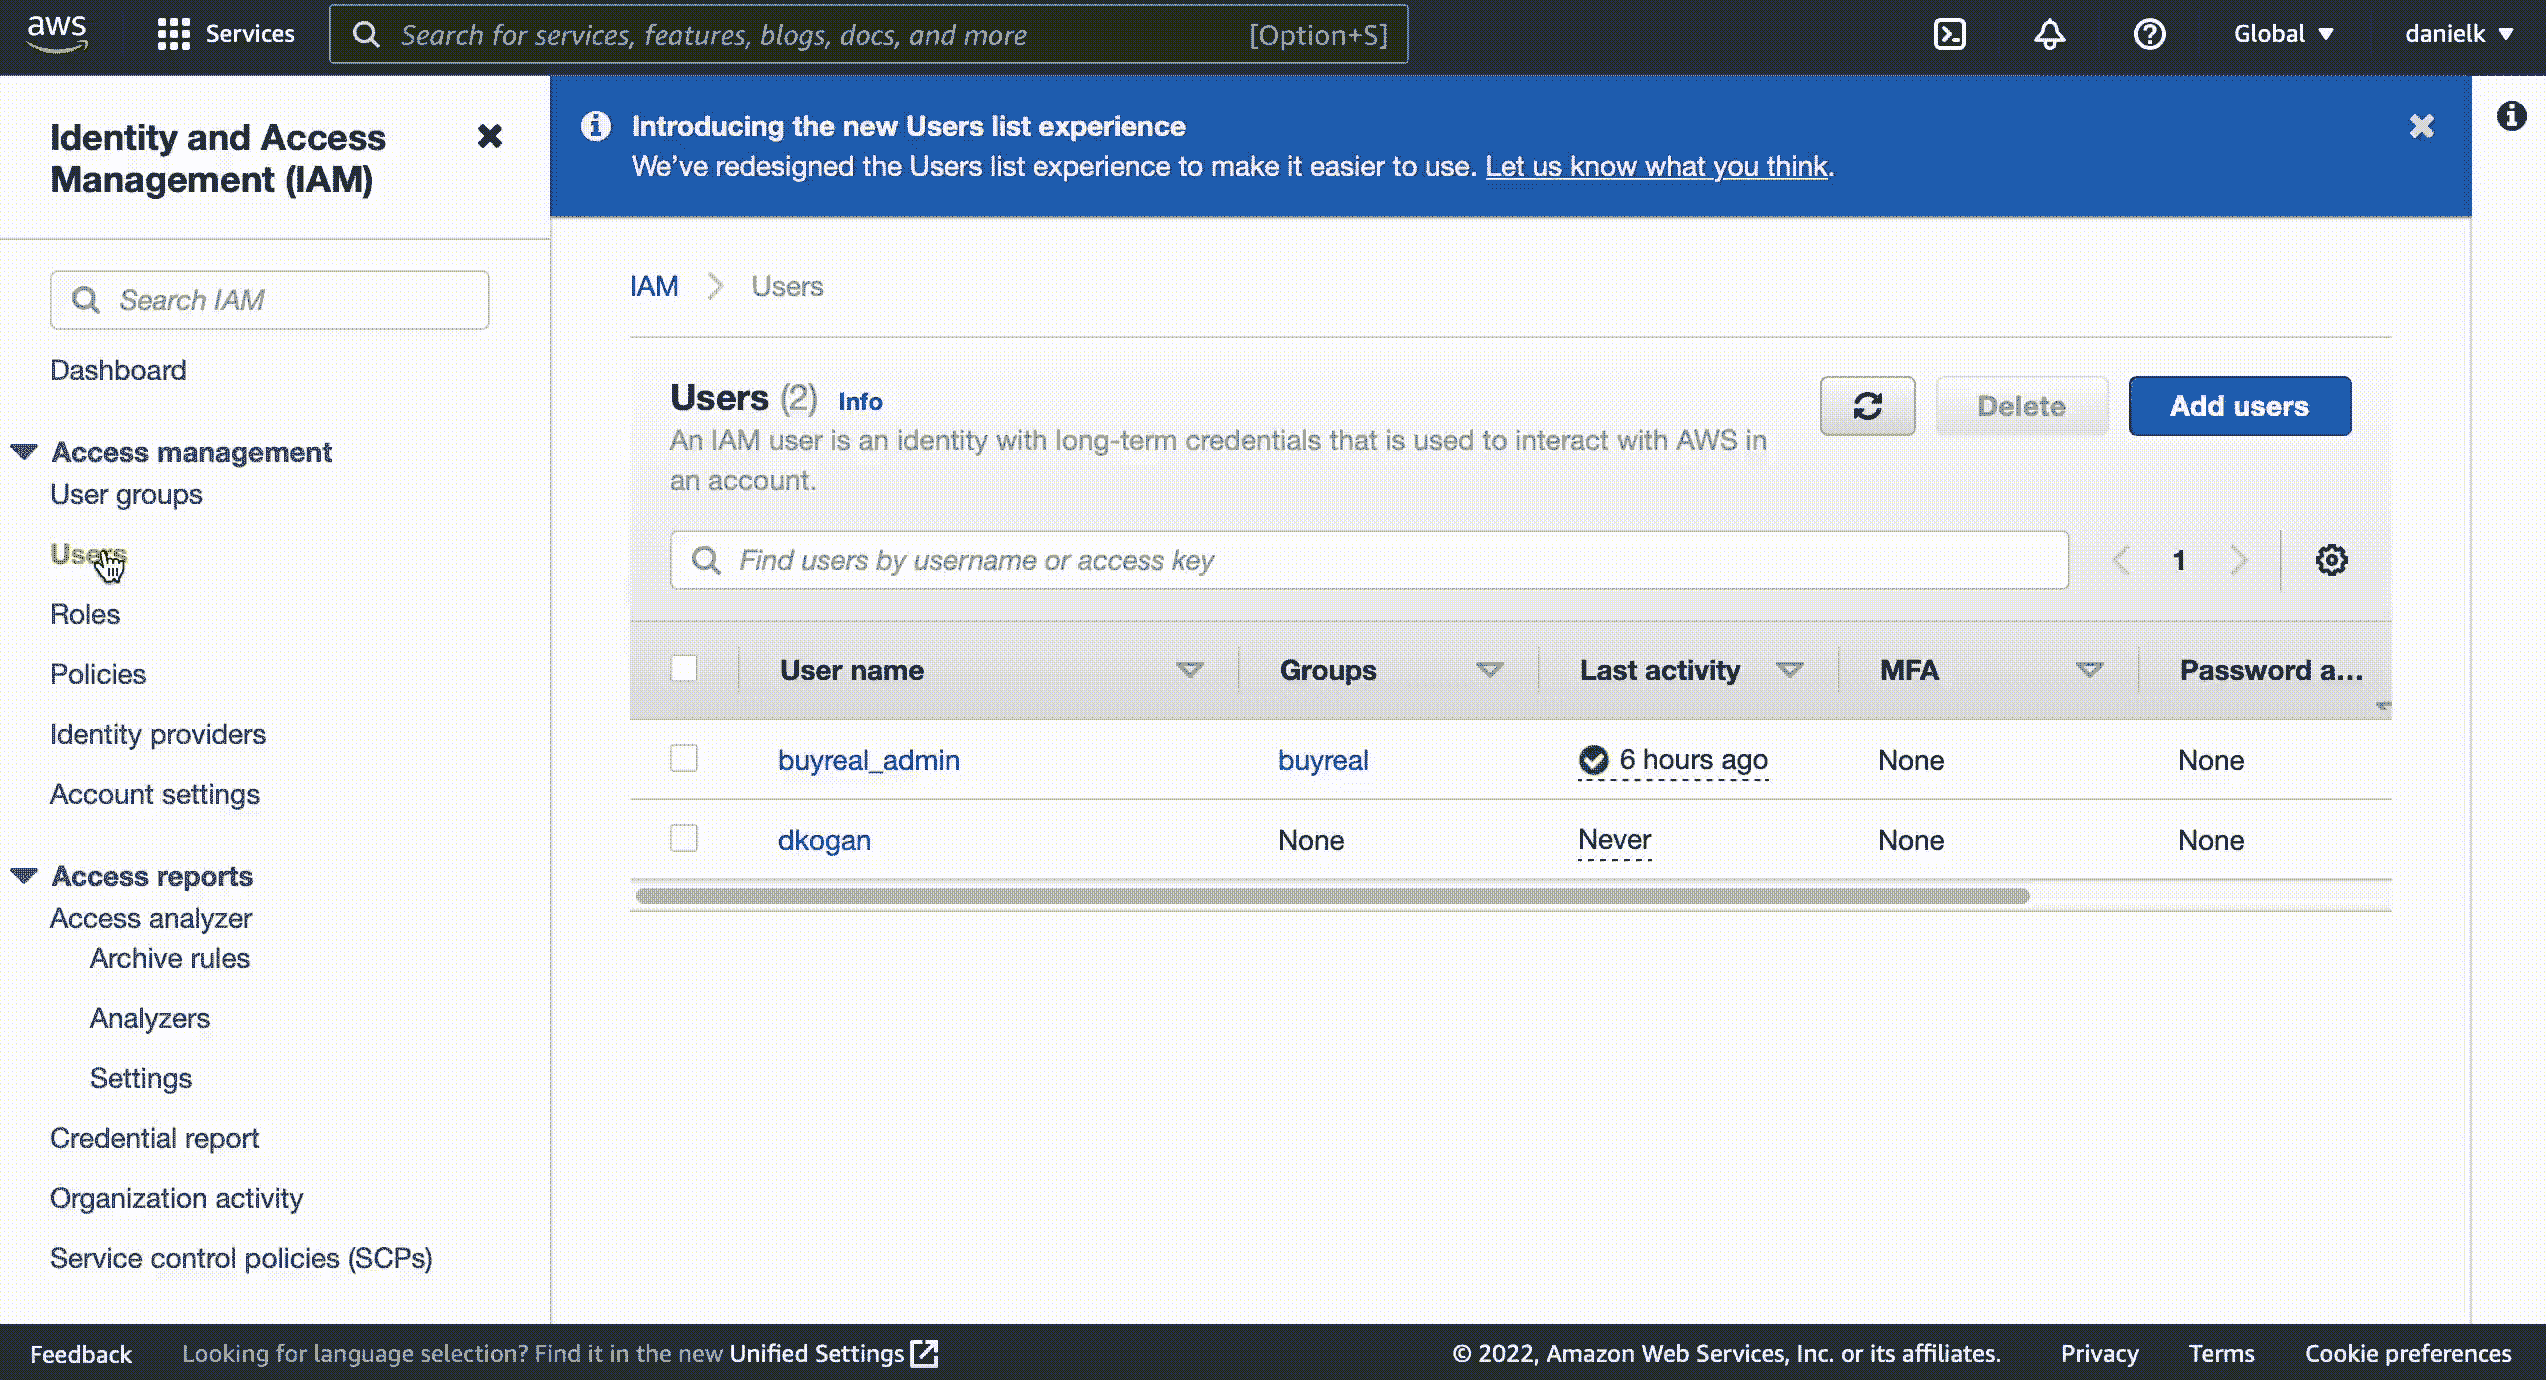 aws
Services
Search for services, features, blogs, docs, and more
[Option+S]
Global
danielk
Identity and Access
Management (IAM)
Search IAM
Dashboard
Access management
User groups
Users
Roles
Policies
Identity providers
Account settings
Access reports
Access analyzer
Archive rules
Analyzers
Settings
Credential report
Organization activity
Service control policies (SCPs)
Introducing the new Users list experience
We've redesigned the Users list experience to make it easier to use. Let us know what you think.
IAM
Users
Users (2) Info
An IAM user is an identity with long-term credentials that is used to interact with AWS in
an account.
Delete
Add users
Find users by username or access key
1
User name Groups Last activity MFA Password a...
buyreal_admin buyreal 6 hours ago None None
dkogan None Never None None
Feedback
Looking for language selection? Find it in the new Unified Settings
© 2022, Amazon Web Services, Inc. or its affiliates.
Privacy
Terms
Cookie preferences